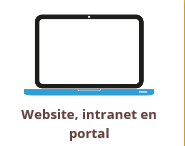 Website, intranet en
portal